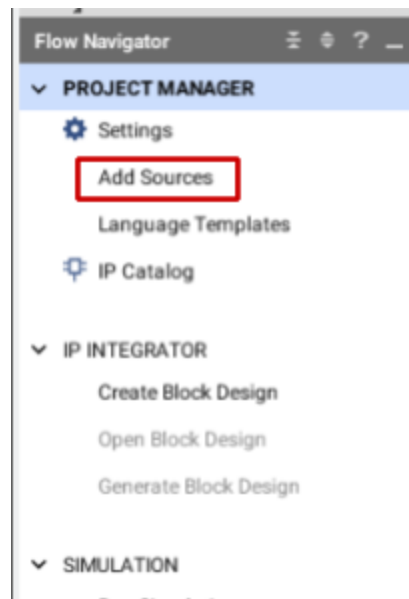 Flow Navigator ?
PROJECT MANAGER
Settings
Add Sources
Language Templates
IP Catalog
IP INTEGRATOR
Create Block Design
Open Block Design
Generate Block Design
SIMULATION